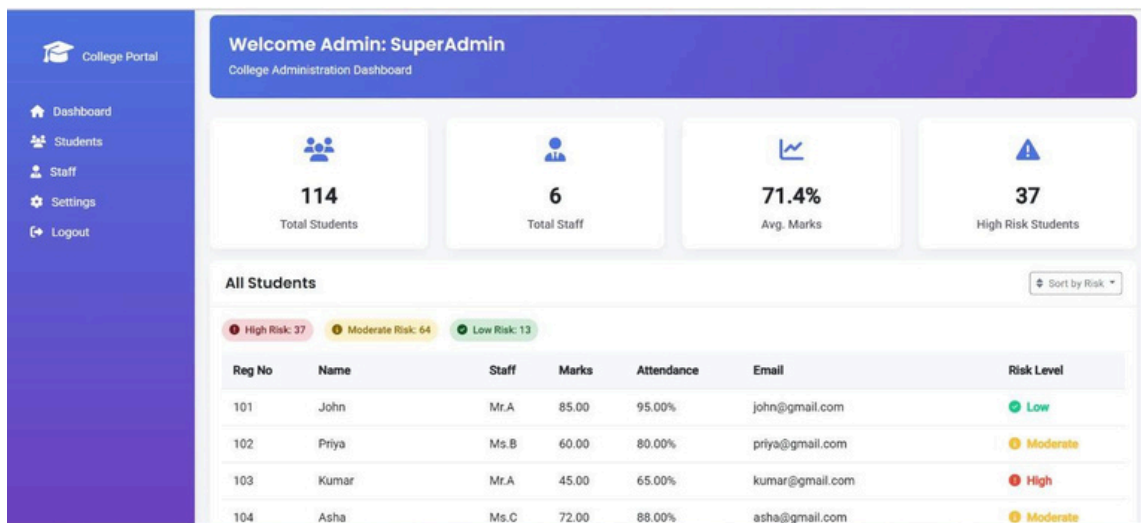 College Portal
Dashboard
Students
Staff
Settings
Logout
Welcome Admin: SuperAdmin
College Administration Dashboard
114
Total Students
6
Total Staff
71.4%
Avg. Marks
37
High Risk Students
All Students
Sort by Risk
High Risk: 37 Moderate Risk: 64 Low Risk: 13
Reg No Name Staff Marks Attendance Email Risk Level
101 John Mr.A 85.00 95.00% john@gmail.com Low
102 Priya Ms.B 60.00 80.00% priya@gmail.com Moderate
103 Kumar Mr.A 45.00 65.00% kumar@gmail.com High
104 Asha Ms.C 72.00 88.00% asha@gmail.com Moderate